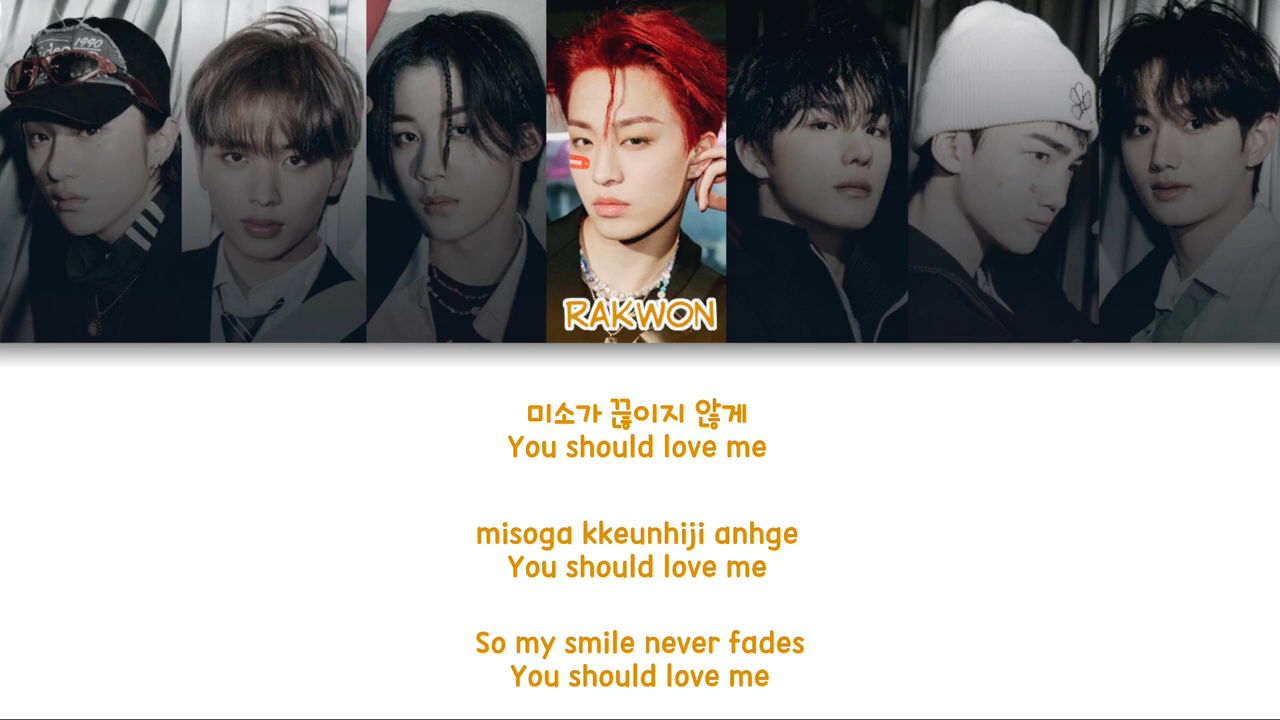 1990
RAKWON
미소가 끊이지 않게
You should love me
misoga kkeunhiji anhge
You should love me
So my smile never fades
You should love me